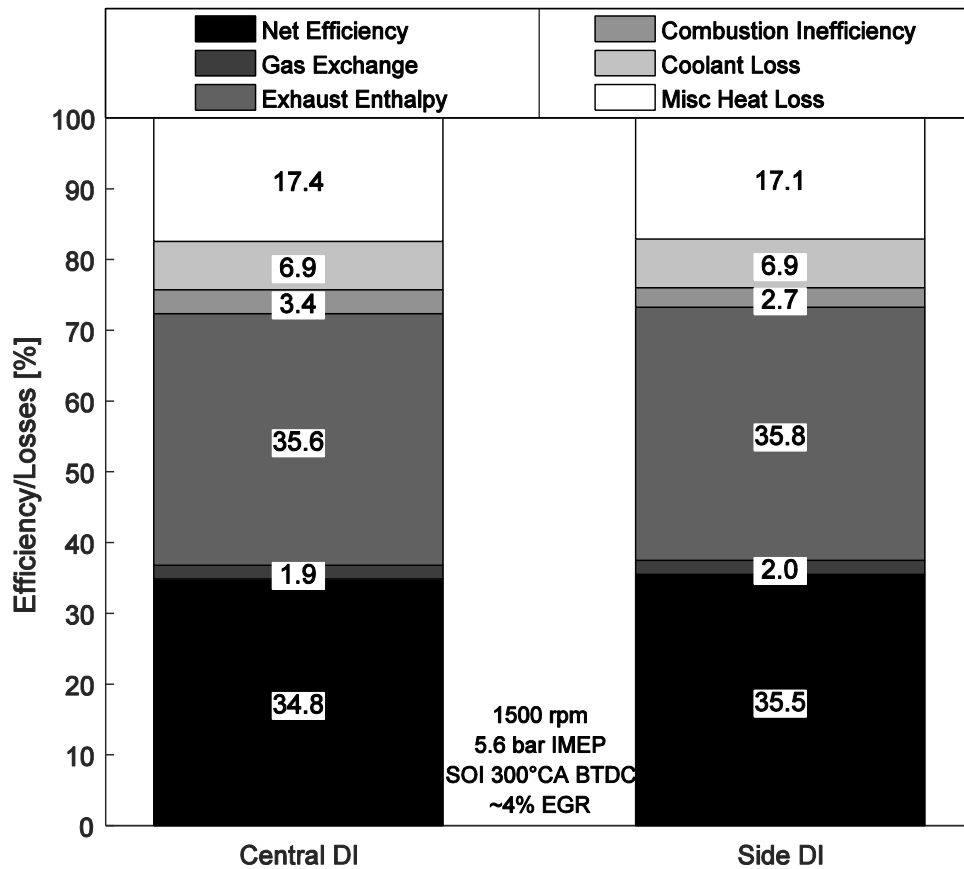 Net Efficiency
Gas Exchange
Exhaust Enthalpy
Combustion Inefficiency
Coolant Loss
Misc Heat Loss
Efficiency/Losses [%]
100
90
80
70
60
50
40
30
20
10
0
17.4
6.9
3.4
35.6
1.9
34.8
1500 rpm
5.6 bar IMEP
SOI 300°CA BTDC
~4% EGR
17.1
6.9
2.7
35.8
2.0
35.5
Central DI
Side DI